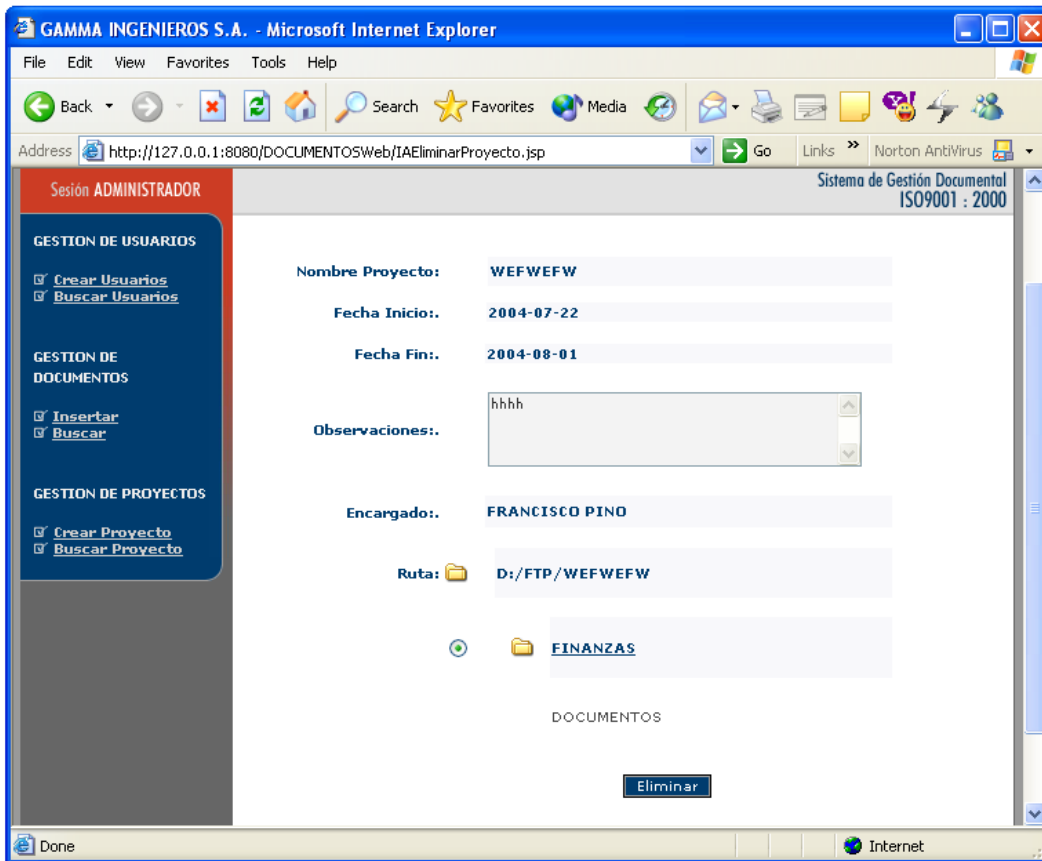 GAMMA INGENIEROS S.A. - Microsoft Internet Explorer
File Edit View Favorites Tools Help
Back Search Favorites Media
Address http://127.0.0.1:8080/DOCUMENTOSWeb/IAEliminarProyecto.jsp Go Links » Norton AntiVirus
Sesión ADMINISTRADOR
Sistema de Gestión Documental
ISO9001 : 2000
GESTION DE USUARIOS
Crear Usuarios
Buscar Usuarios
GESTION DE
DOCUMENTOS
Insertar
Buscar
GESTION DE PROYECTOS
Crear Proyecto
Buscar Proyecto
Nombre Proyecto: WEFWEFW
Fecha Inicio:. 2004-07-22
Fecha Fin:. 2004-08-01
Observaciones:. hhhh
Encargado:. FRANCISCO PINO
Ruta: D:/FTP/WEFWEFW
FINANZAS
DOCUMENTOS
Eliminar
Done Internet